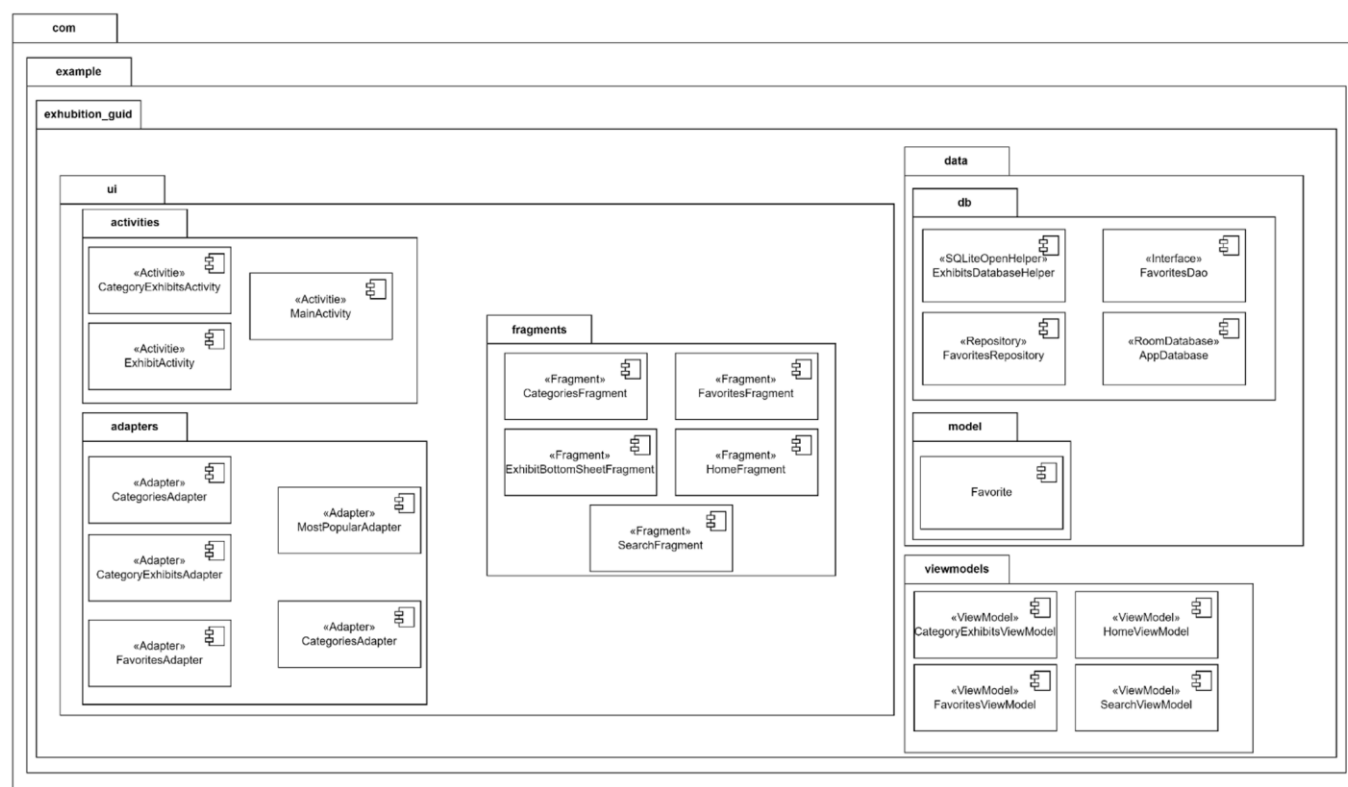 com
example
exhubition_guid
ui
activities
«Activitie»
CategoryExhibitsActivity
«Activitie»
MainActivity
«Activitie»
ExhibitActivity
adapters
«Adapter»
CategoriesAdapter
«Adapter»
MostPopularAdapter
«Adapter»
CategoryExhibitsAdapter
«Adapter»
CategoriesAdapter
«Adapter»
FavoritesAdapter
fragments
«Fragment»
CategoriesFragment
«Fragment»
FavoritesFragment
«Fragment»
ExhibitBottomSheetFragment
«Fragment»
HomeFragment
«Fragment»
SearchFragment
data
db
«SQLiteOpenHelper»
ExhibitsDatabaseHelper
«Interface»
FavoritesDao
«Repository»
FavoritesRepository
«RoomDatabase»
AppDatabase
model
Favorite
viewmodels
«ViewModel»
CategoryExhibitsViewModel
«ViewModel»
HomeViewModel
«ViewModel»
FavoritesViewModel
«ViewModel»
SearchViewModel